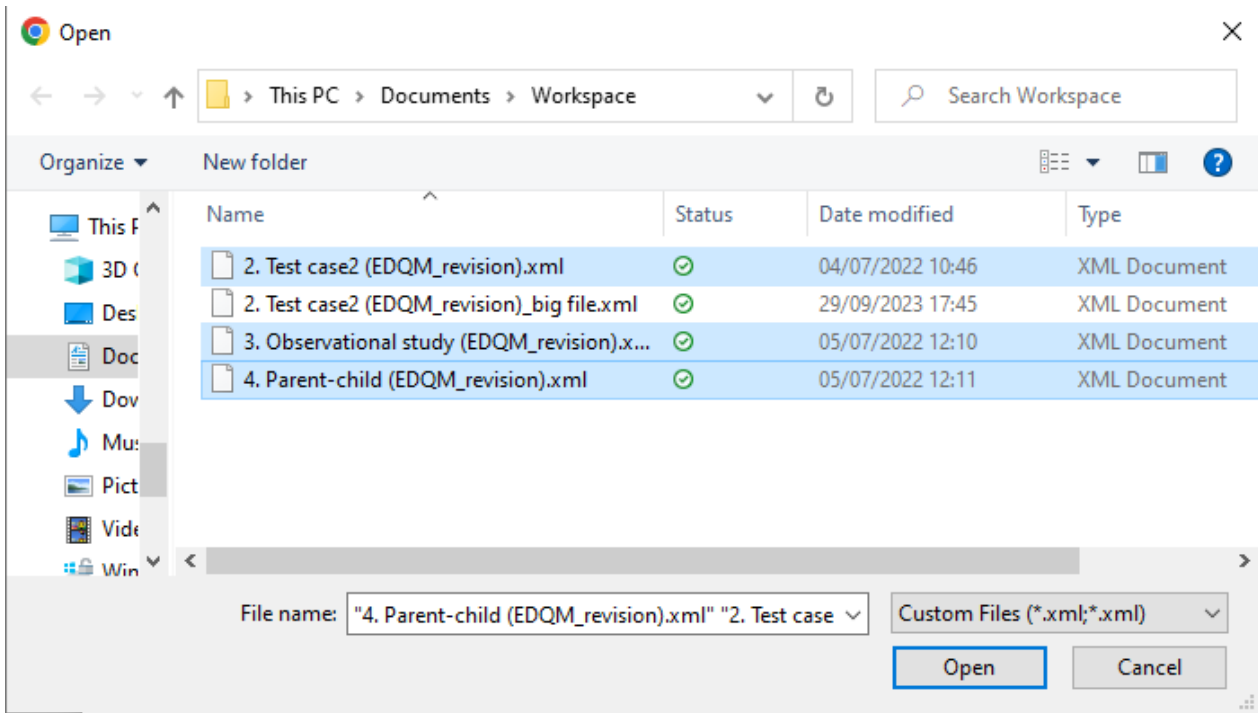 Open
This PC > Documents > Workspace
Search Workspace
Organize
New folder
Name Status Date modified Type
This P
3D (
Des
Doc
Dov
Mus
Pict
Vide
Win
2. Test case2 (EDQM_revision).xml 04/07/2022 10:46 XML Document
2. Test case2 (EDQM_revision)_big file.xml 29/09/2023 17:45 XML Document
3. Observational study (EDQM_revision).x... 05/07/2022 12:10 XML Document
4. Parent-child (EDQM_revision).xml 05/07/2022 12:11 XML Document
File name: "4. Parent-child (EDQM_revision).xml" "2. Test case
Custom Files (*.xml;*.xml)
Open Cancel